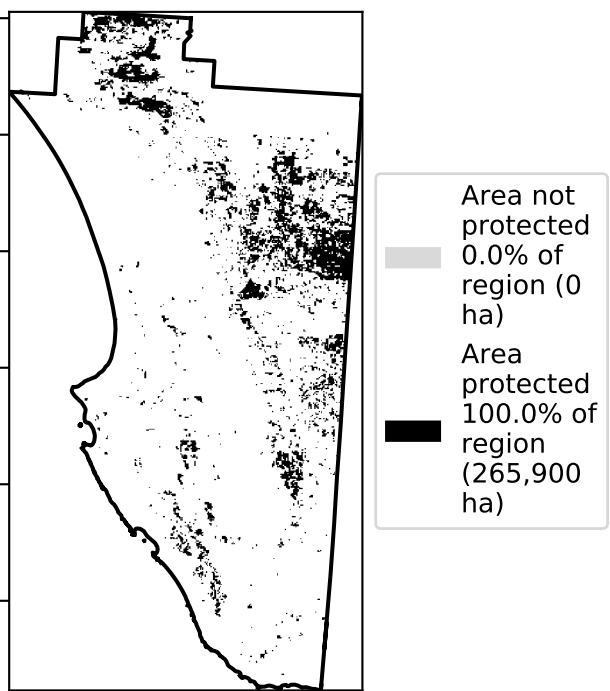 Area not
protected
0.0% of
region (0
ha)
Area
protected
100.0% of
region
(265,900
ha)